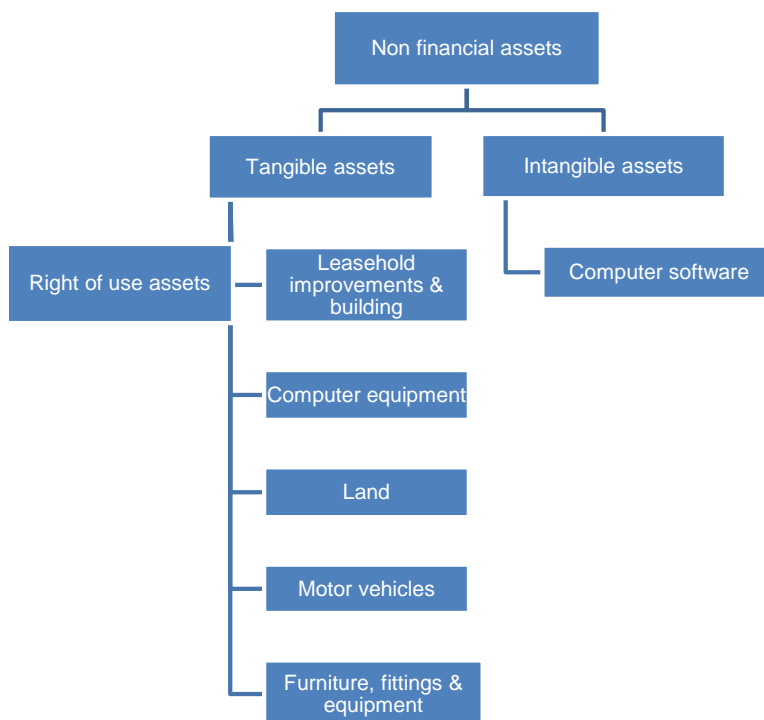 Non financial assets
Tangible assets
Intangible assets
Right of use assets
Leasehold
improvements &
building
Computer software
Computer equipment
Land
Motor vehicles
Furniture, fittings &
equipment